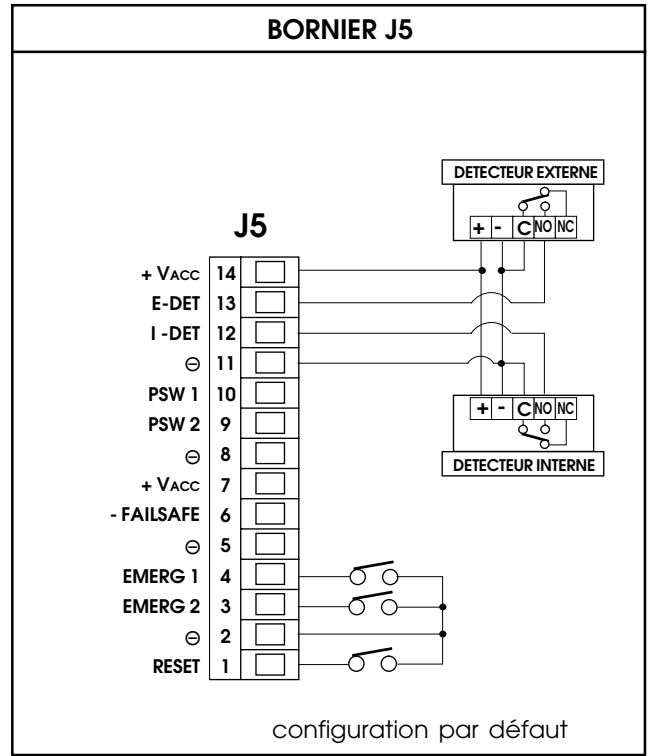 BORNIER J5
DETECTEUR EXTERNE
+ - C NO NC
J5
+ VACC 14
E-DET 13
I -DET 12
⊖ 11
PSW 1 10
PSW 2 9
⊖ 8
+ VACC 7
- FAILSAFE 6
⊖ 5
EMERG 1 4
EMERG 2 3
⊖ 2
RESET 1
+ - C NO NC
DETECTEUR INTERNE
configuration par défaut